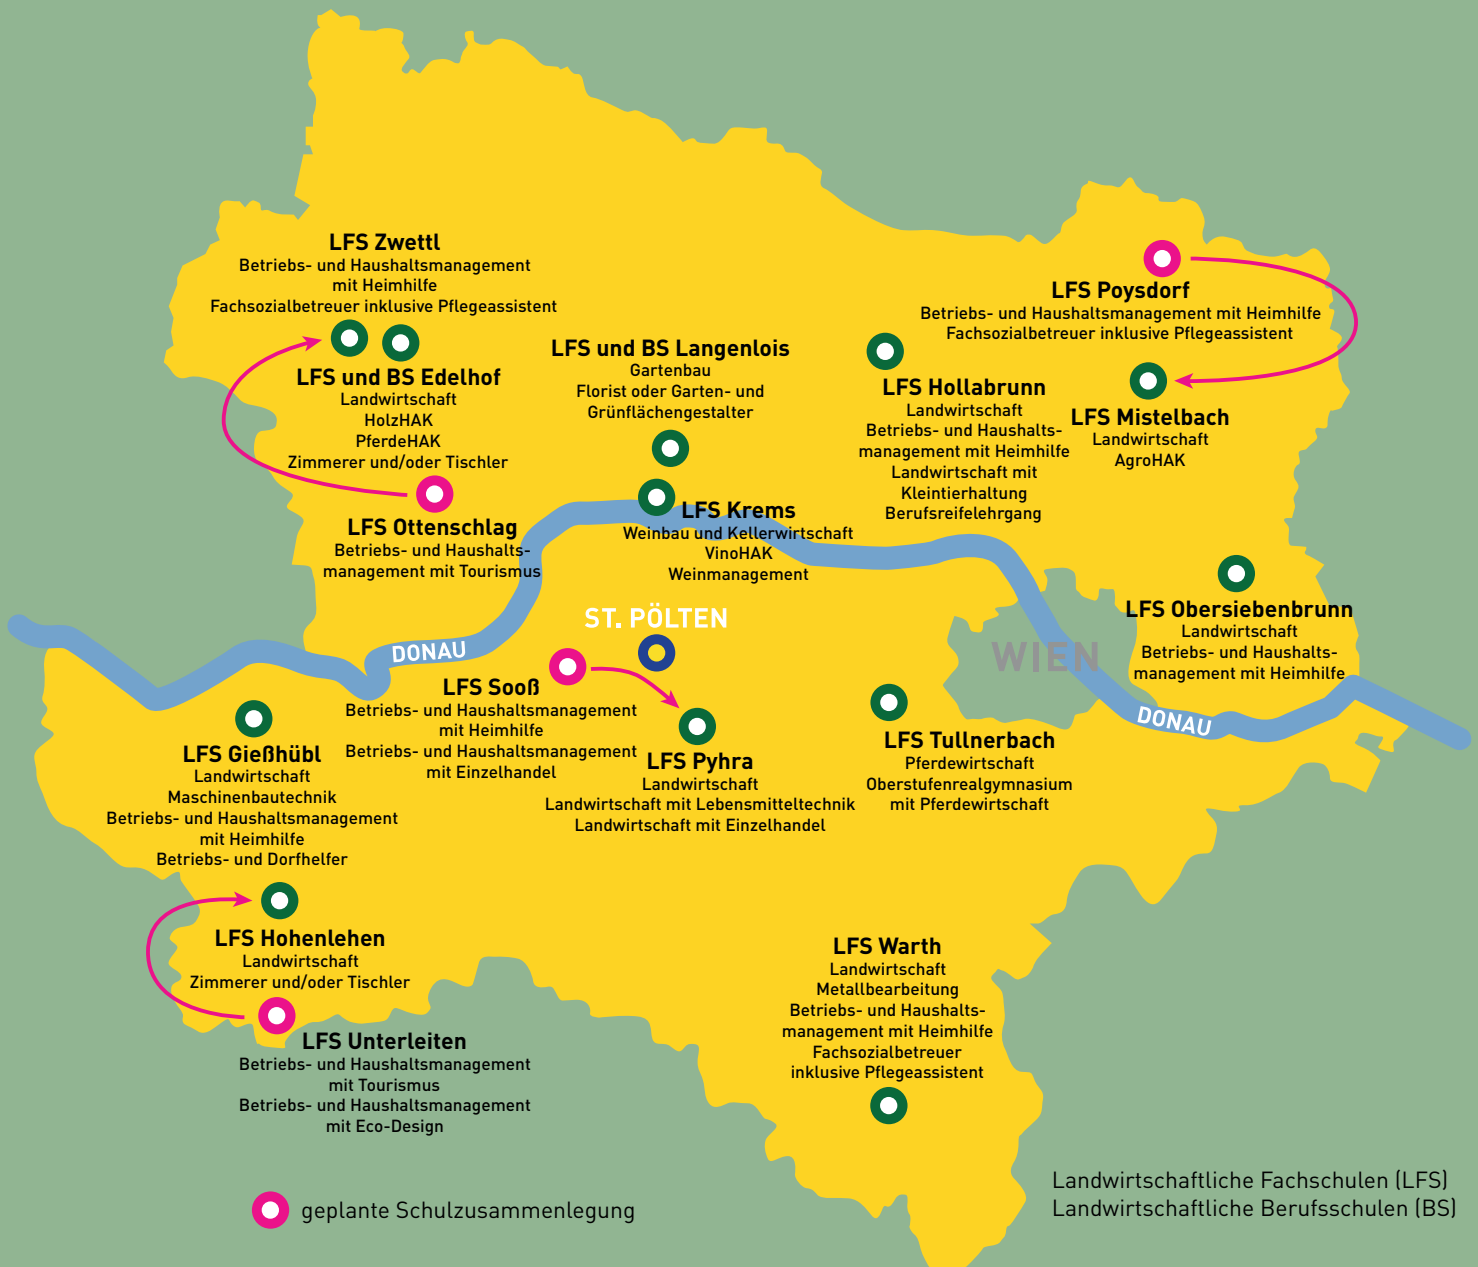 LFS Zwettl
Betriebs- und Haushaltsmanagement
mit Heimhilfe
Fachsozialbetreuer inklusive Pflegeassistent
LFS und BS Edelhof
Landwirtschaft
HolzHAK
PferdeHAK
Zimmerer und/oder Tischler
LFS Ottenschlag
Betriebs- und Haushalts-
management mit Tourismus
LFS und BS Langenlois
Gartenbau
Florist oder Garten- und
Grünflächengestalter
LFS Krems
Weinbau und Kellerwirtschaft
VinoHAK
Weinmanagement
LFS Hollabrunn
Landwirtschaft
Betriebs- und Haushalts-
management mit Heimhilfe
Landwirtschaft mit
Kleintierhaltung
Berufsreifelehrgang
LFS Poysdorf
Betriebs- und Haushaltsmanagement mit Heimhilfe
Fachsozialbetreuer inklusive Pflegeassistent
LFS Mistelbach
Landwirtschaft
AgroHAK
LFS Obersiebenbrunn
Landwirtschaft
Betriebs- und Haushalts-
management mit Heimhilfe
ST. PÖLTEN
WIEN
DONAU
DONAU
LFS Sooß
Betriebs- und Haushaltsmanagement
mit Heimhilfe
Betriebs- und Haushaltsmanagement
mit Einzelhandel
LFS Pyhra
Landwirtschaft
Landwirtschaft mit Lebensmitteltechnik
Landwirtschaft mit Einzelhandel
LFS Tullnerbach
Pferdewirtschaft
Oberstufenrealgymnasium
mit Pferdewirtschaft
LFS Gießhübl
Landwirtschaft
Maschinenbautechnik
Betriebs- und Haushaltsmanagement
mit Heimhilfe
Betriebs- und Dorfhelfer
LFS Hohenlehen
Landwirtschaft
Zimmerer und/oder Tischler
LFS Unterleiten
Betriebs- und Haushaltsmanagement
mit Tourismus
Betriebs- und Haushaltsmanagement
mit Eco-Design
LFS Warth
Landwirtschaft
Metallbearbeitung
Betriebs- und Haushalts-
management mit Heimhilfe
Fachsozialbetreuer
inklusive Pflegeassistent
geplante Schulzusammenlegung
Landwirtschaftliche Fachschulen (LFS)
Landwirtschaftliche Berufsschulen (BS)